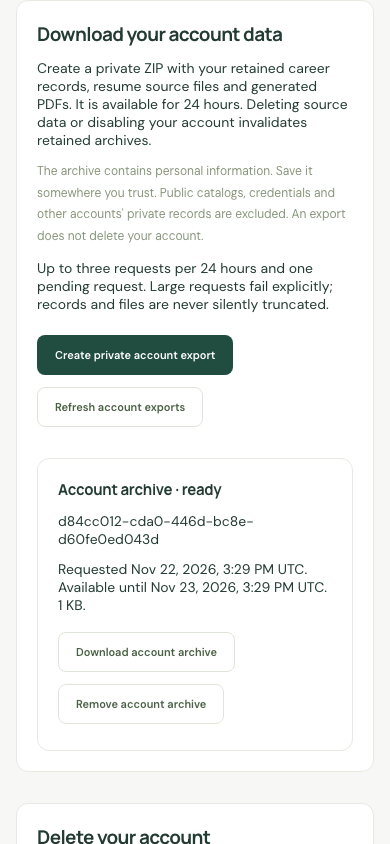 Download your account data
Create a private ZIP with your retained career
records, resume source files and generated
PDFs. It is available for 24 hours. Deleting source
data or disabling your account invalidates
retained archives.
The archive contains personal information. Save it
somewhere you trust. Public catalogs, credentials and
other accounts' private records are excluded. An export
does not delete your account.
Up to three requests per 24 hours and one
pending request. Large requests fail explicitly;
records and files are never silently truncated.
Create private account export
Refresh account exports
Account archive · ready
d84cc012-cda0-446d-bc8e-
d60fe0ed043d
Requested Nov 22, 2026, 3:29 PM UTC.
Available until Nov 23, 2026, 3:29 PM UTC.
1 KB.
Download account archive
Remove account archive
Delete your account